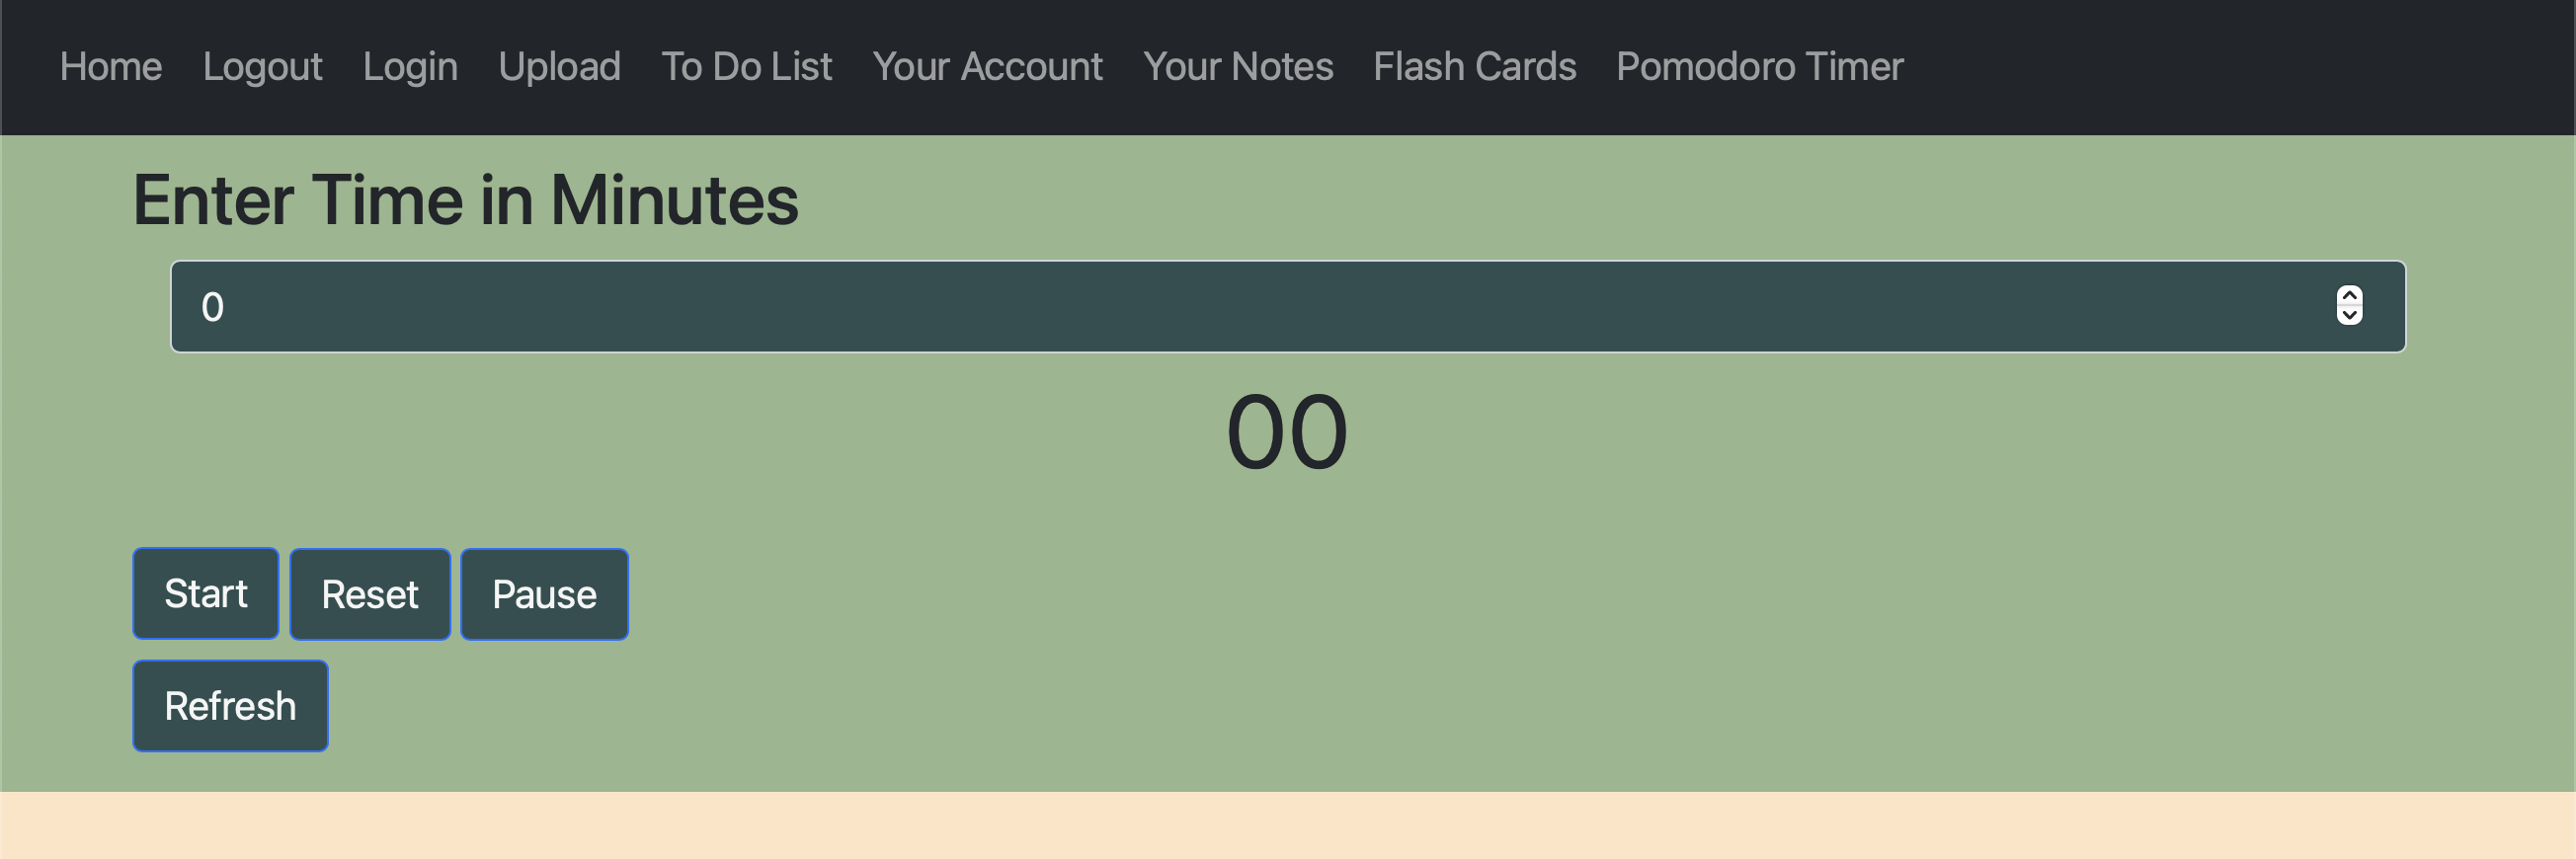 Home Logout Login Upload To Do List Your Account Your Notes Flash Cards Pomodoro Timer
Enter Time in Minutes
0
00
Start Reset Pause
Refresh